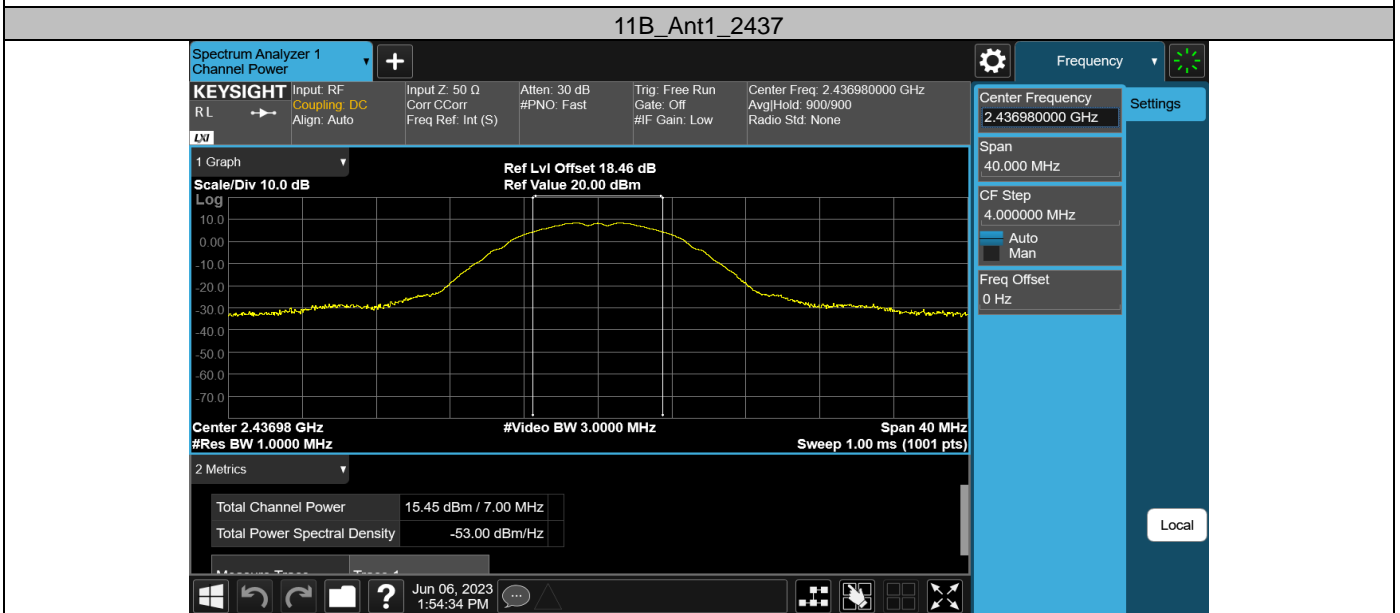 11B_Ant1_2437
Spectrum Analyzer 1
Channel Power
+
Frequency
KEYSIGHT
R L
LXI
Input: RF
Coupling: DC
Align: Auto
Input Z: 50 Ω
Corr CCorr
Freq Ref: Int (S)
Atten: 30 dB
#PNO: Fast
Trig: Free Run
Gate: Off
#IF Gain: Low
Center Freq: 2.436980000 GHz
Avg|Hold: 900/900
Radio Std: None
Center Frequency
2.436980000 GHz
Settings
Span
40.000 MHz
CF Step
4.000000 MHz
Auto
Man
Freq Offset
0 Hz
Local
1 Graph
Scale/Div 10.0 dB
Ref Lvl Offset 18.46 dB
Ref Value 20.00 dBm
Log
10.0
0.00
-10.0
-20.0
-30.0
-40.0
-50.0
-60.0
-70.0
Center 2.43698 GHz
#Video BW 3.0000 MHz
Span 40 MHz
#Res BW 1.0000 MHz
Sweep 1.00 ms (1001 pts)
2 Metrics
Total Channel Power 15.45 dBm / 7.00 MHz
Total Power Spectral Density -53.00 dBm/Hz
Measure Trace Trace 1
?
Jun 06, 2023
1:54:34 PM